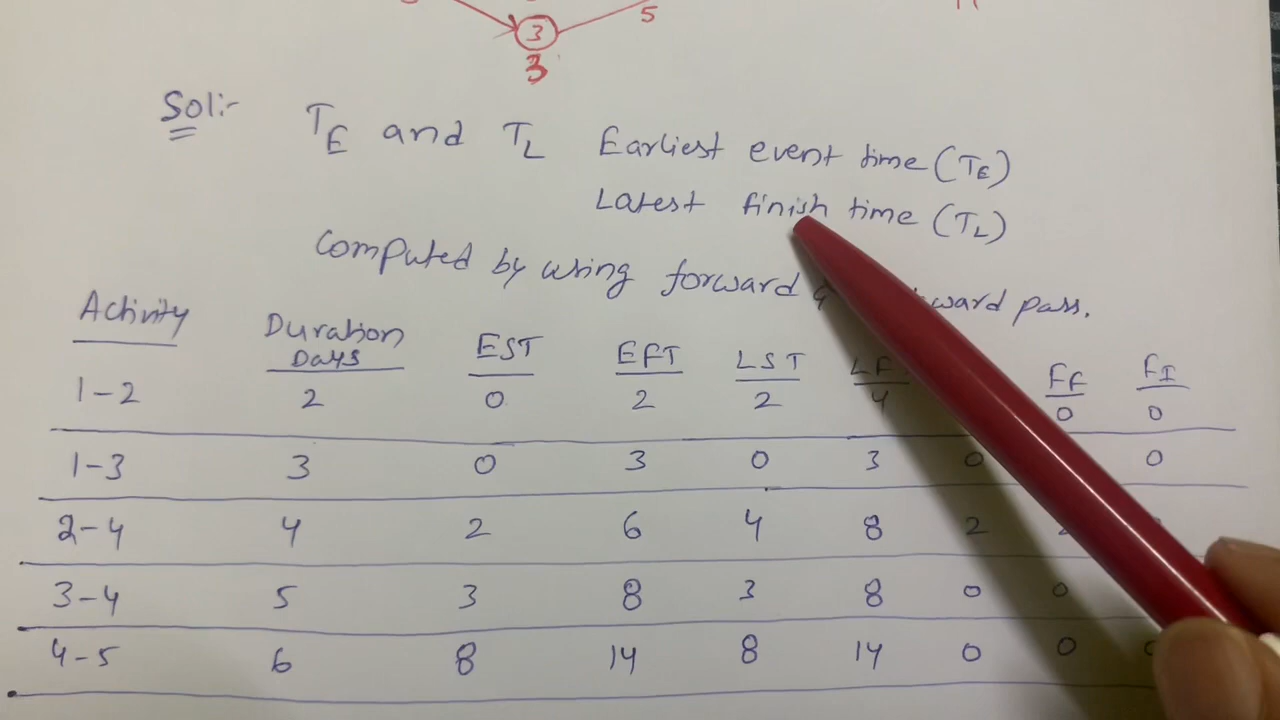 3 5
3
Sol:-
TE and TL Earliest event time (TE)
Latest finish time (TL)
Computed by using forward pass.
Activity Duration Days EST EFT LST LF FF FI
1-2 2 0 2 2 4 0 0
1-3 3 0 3 0 3 0 0
2-4 4 2 6 4 8 2
3-4 5 3 8 3 8 0 0
4-5 6 8 14 8 14 0 0